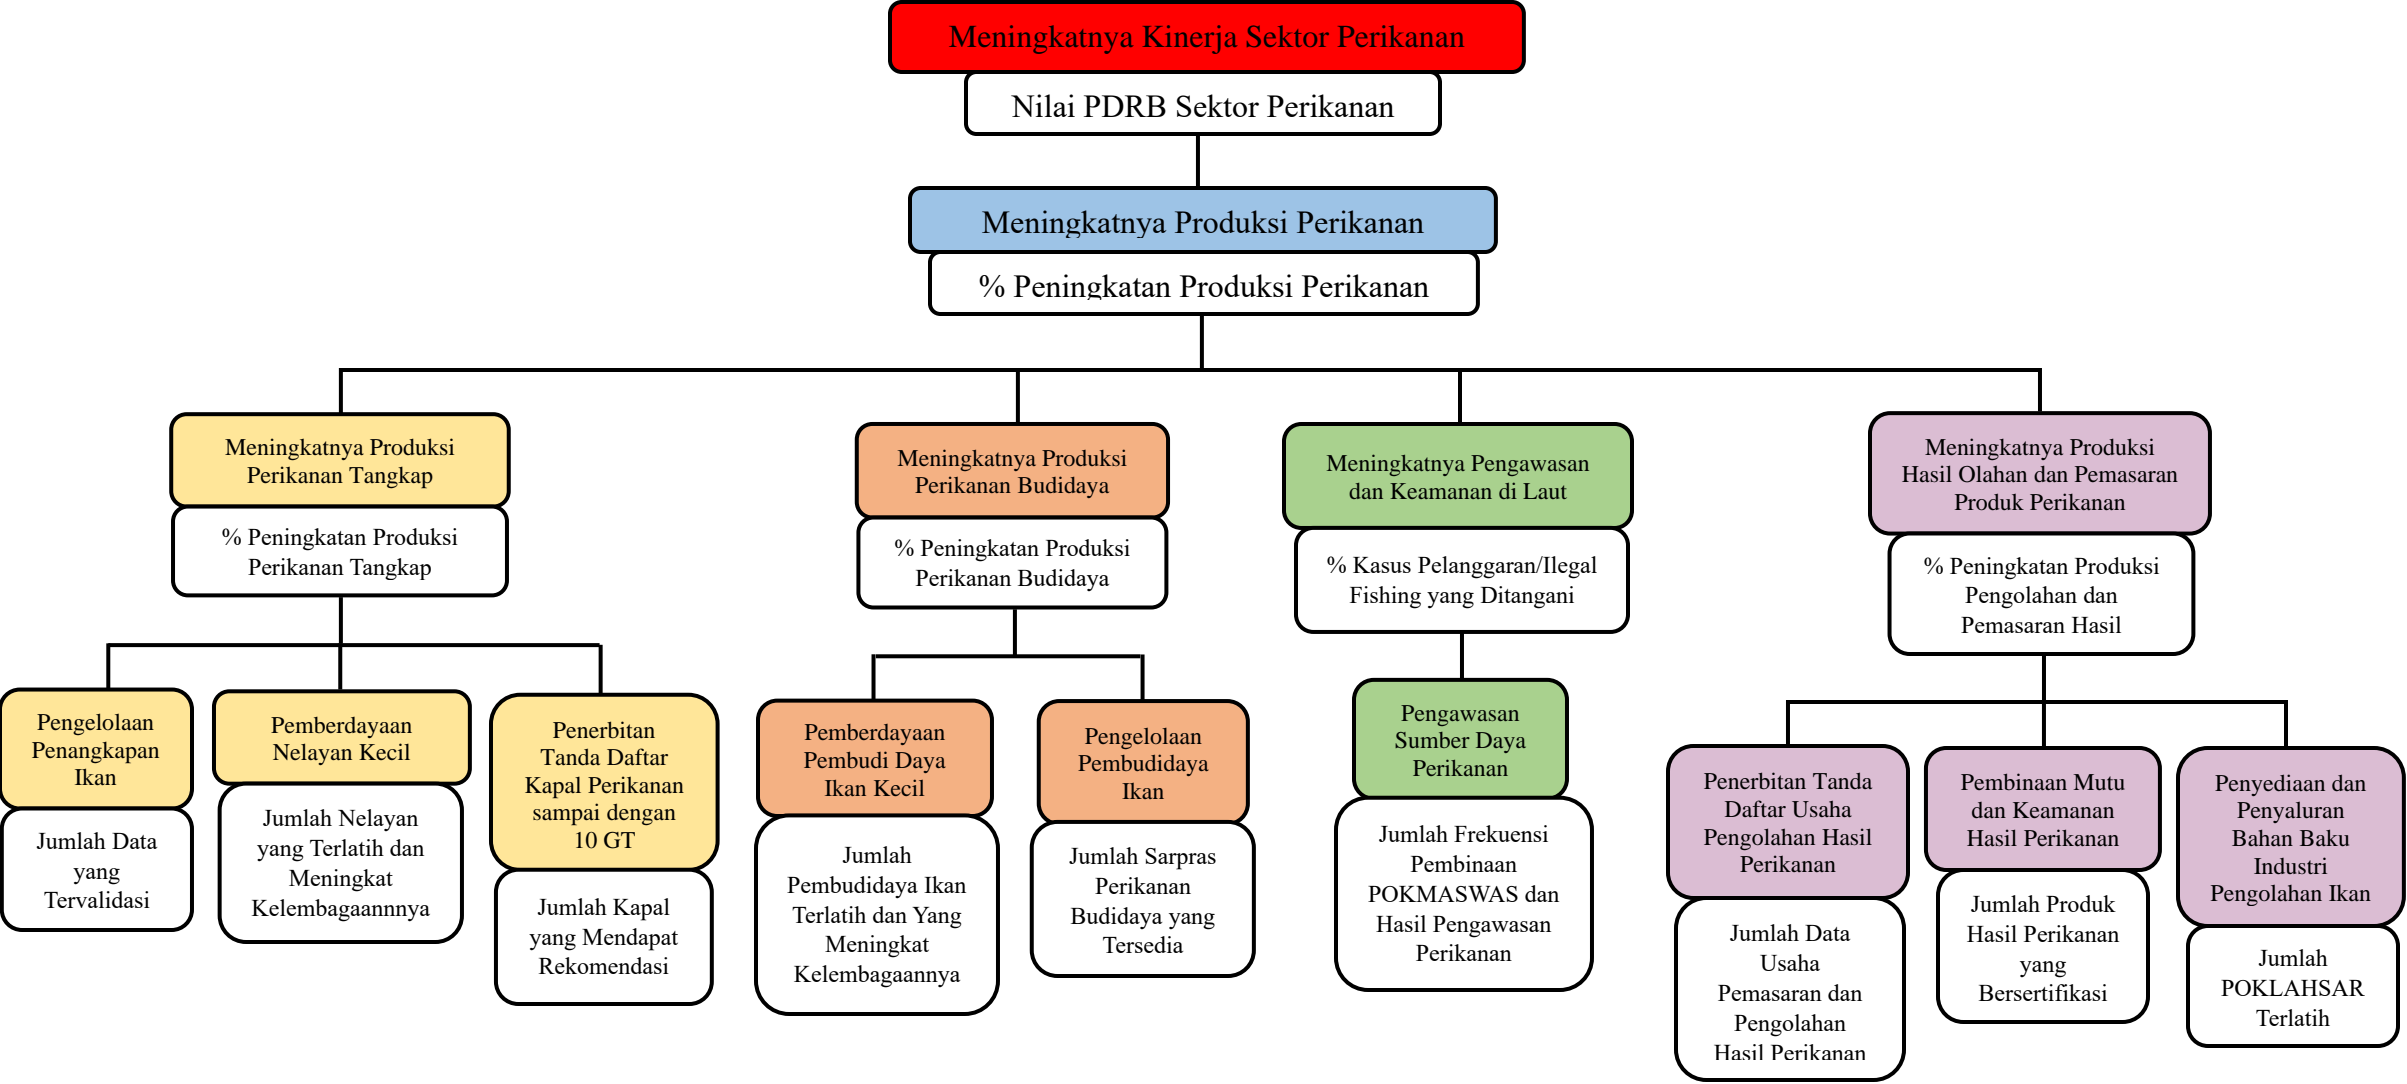 Meningkatnya Kinerja Sektor Perikanan
Nilai PDRB Sektor Perikanan
Meningkatnya Produksi Perikanan
% Peningkatan Produksi Perikanan
Meningkatnya Produksi
Perikanan Tangkap
% Peningkatan Produksi
Perikanan Tangkap
Meningkatnya Produksi
Perikanan Budidaya
% Peningkatan Produksi
Perikanan Budidaya
Meningkatnya Pengawasan
dan Keamanan di Laut
% Kasus Pelanggaran/Ilegal
Fishing yang Ditangani
Meningkatnya Produksi
Hasil Olahan dan Pemasaran
Produk Perikanan
% Peningkatan Produksi
Pengolahan dan
Pemasaran Hasil
Pengelolaan
Penangkapan
Ikan
Jumlah Data
yang
Tervalidasi
Pemberdayaan
Nelayan Kecil
Jumlah Nelayan
yang Terlatih dan
Meningkat
Kelembagaannnya
Penerbitan
Tanda Daftar
Kapal Perikanan
sampai dengan
10 GT
Jumlah Kapal
yang Mendapat
Rekomendasi
Pemberdayaan
Pembudi Daya
Ikan Kecil
Jumlah
Pembudidaya Ikan
Terlatih dan Yang
Meningkat
Kelembagaannya
Pengelolaan
Pembudidaya
Ikan
Jumlah Sarpras
Perikanan
Budidaya yang
Tersedia
Pengawasan
Sumber Daya
Perikanan
Jumlah Frekuensi
Pembinaan
POKMASWAS dan
Hasil Pengawasan
Perikanan
Penerbitan Tanda
Daftar Usaha
Pengolahan Hasil
Perikanan
Jumlah Data
Usaha
Pemasaran dan
Pengolahan
Hasil Perikanan
Pembinaan Mutu
dan Keamanan
Hasil Perikanan
Jumlah Produk
Hasil Perikanan
yang
Bersertifikasi
Penyediaan dan
Penyaluran
Bahan Baku
Industri
Pengolahan Ikan
Jumlah
POKLAHSAR
Terlatih